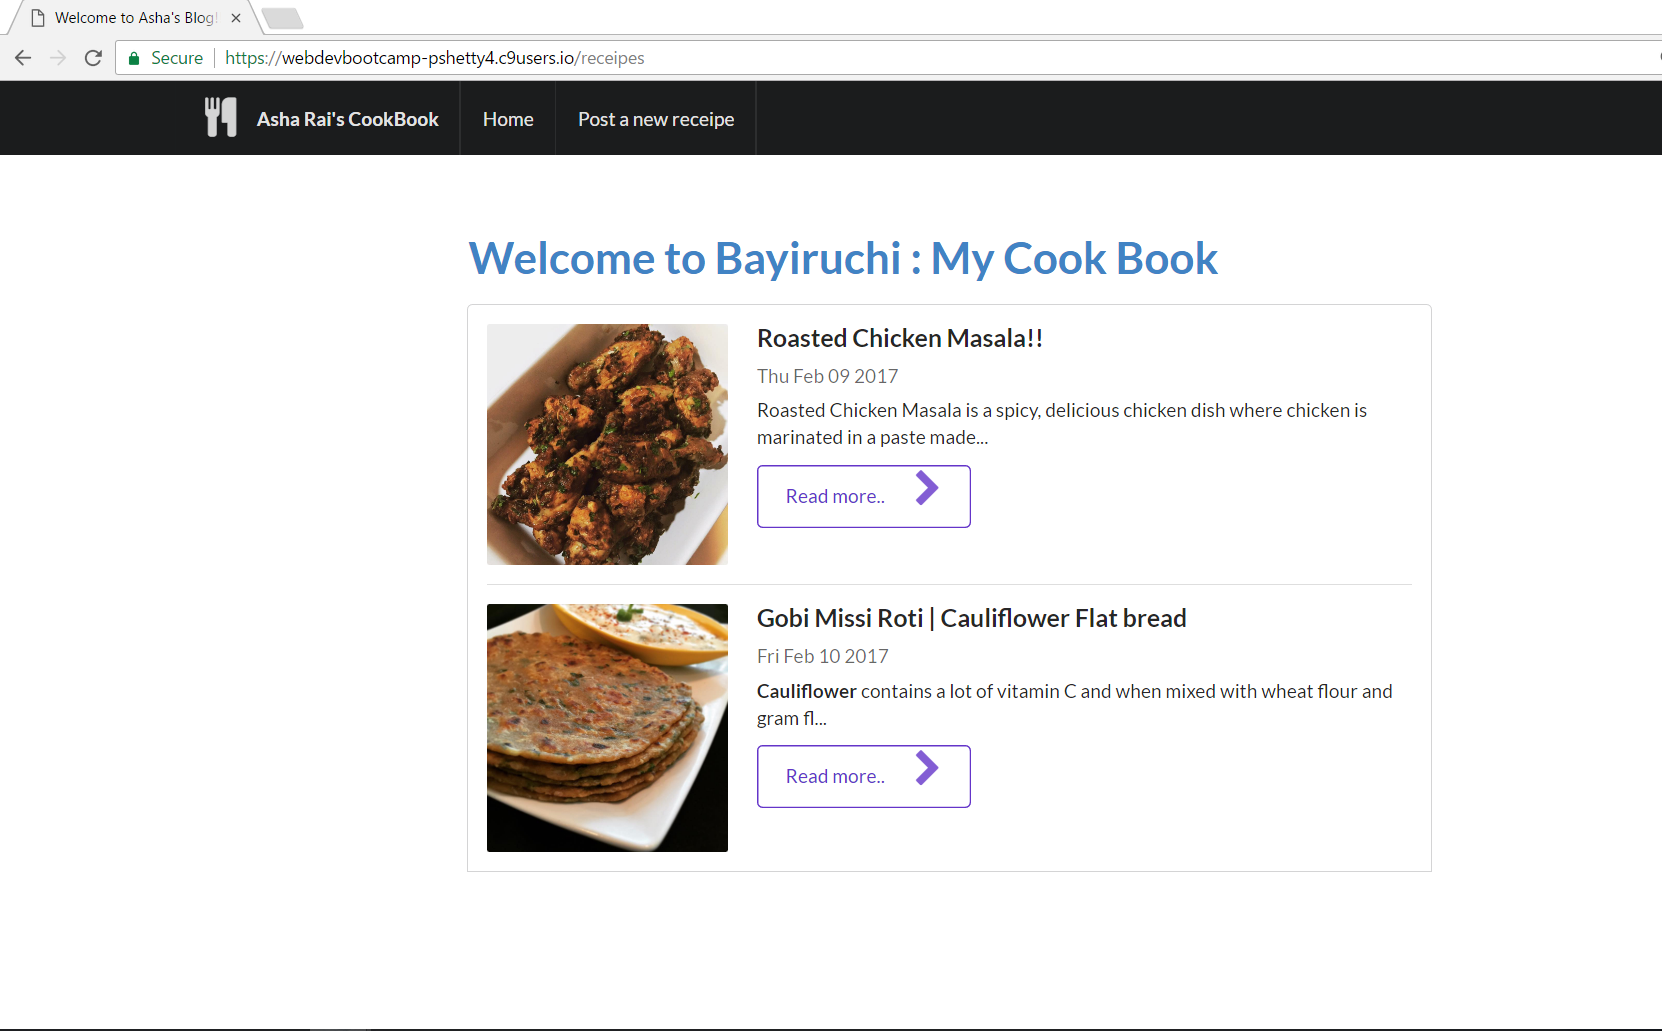 Welcome to Asha's Blog!
Secure https://webdevbootcamp-pshetty4.c9users.io/receipes
Asha Rai's CookBook Home Post a new receipe
Welcome to Bayiruchi : My Cook Book
Roasted Chicken Masala!!
Thu Feb 09 2017
Roasted Chicken Masala is a spicy, delicious chicken dish where chicken is
marinated in a paste made...
Read more..
Gobi Missi Roti | Cauliflower Flat bread
Fri Feb 10 2017
Cauliflower contains a lot of vitamin C and when mixed with wheat flour and
gram fl...
Read more..